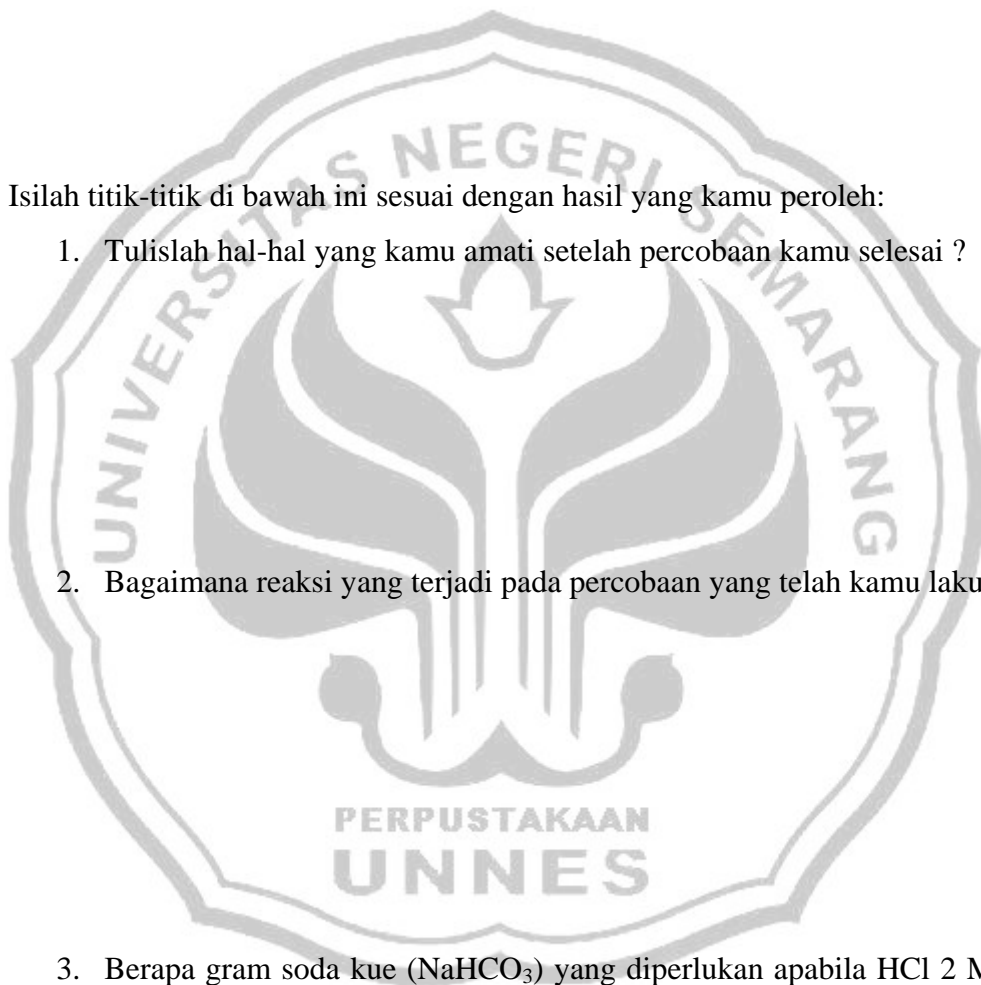 UNIVERSITAS NEGERI SEMARANG
Isilah titik-titik di bawah ini sesuai dengan hasil yang kamu peroleh:
1. Tulislah hal-hal yang kamu amati setelah percobaan kamu selesai ?
2. Bagaimana reaksi yang terjadi pada percobaan yang telah kamu laku
PERPUSTAKAAN
UNNES
3. Berapa gram soda kue (NaHCO₃) yang diperlukan apabila HCl 2 M